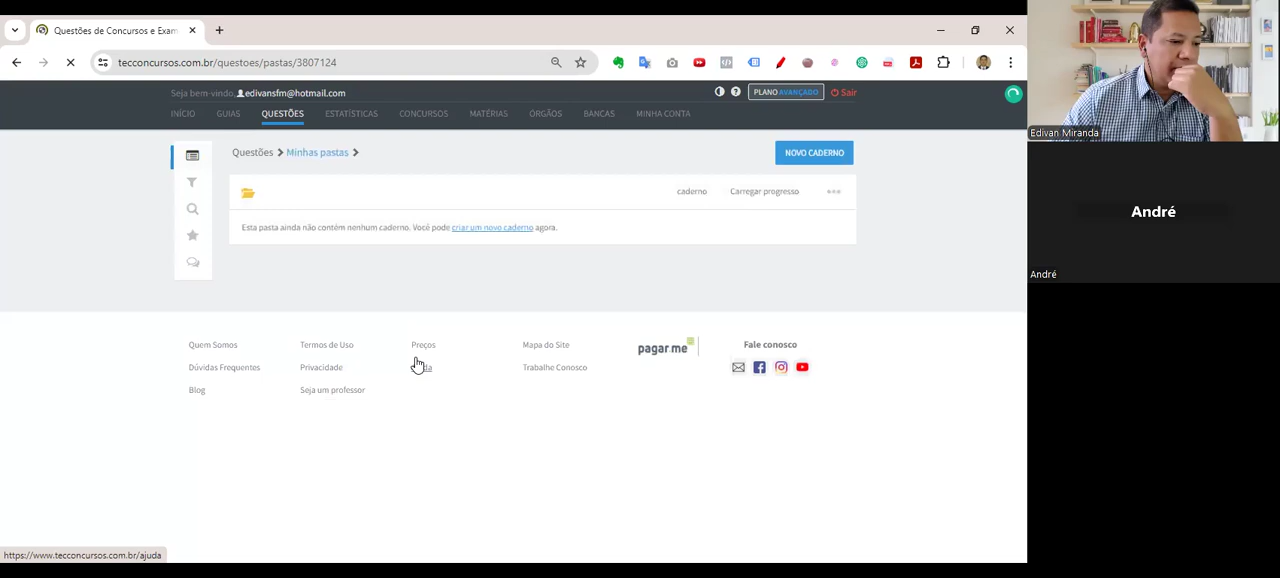 Questões de Concursos e Exam
tecconcursos.com.br/questoes/pastas/3807124
Seja bem-vindo, edivansfm@hotmail.com
PLANO AVANÇADO
Sair
INÍCIO
GUIAS
QUESTÕES
ESTATÍSTICAS
CONCURSOS
MATÉRIAS
ÓRGÃOS
BANCAS
MINHA CONTA
Questões
Minhas pastas
NOVO CADERNO
caderno
Carregar progresso
Esta pasta ainda não contém nenhum caderno. Você pode criar um novo caderno agora.
Quem Somos
Termos de Uso
Preços
Mapa do Site
pagar.me
Fale conosco
Dúvidas Frequentes
Privacidade
Trabalhe Conosco
Blog
Seja um professor
https://www.tecconcursos.com.br/ajuda
Edivan Miranda
André
André